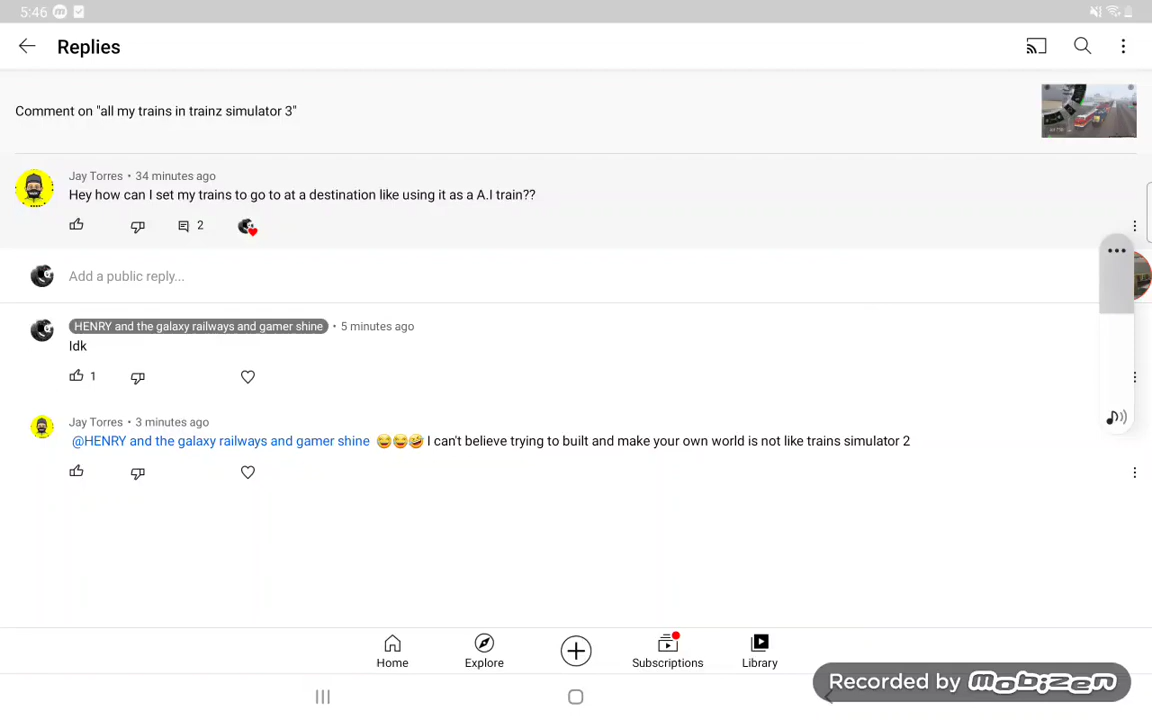 5:46
Replies
Comment on "all my trains in trainz simulator 3"
Jay Torres • 34 minutes ago
Hey how can I set my trains to go to at a destination like using it as a A.I train??
2
Add a public reply...
HENRY and the galaxy railways and gamer shine • 5 minutes ago
Idk
1
Jay Torres • 3 minutes ago
@HENRY and the galaxy railways and gamer shine 😂😂🤣 I can't believe trying to built and make your own world is not like trains simulator 2
Home Explore Subscriptions Library
Recorded by mobizen